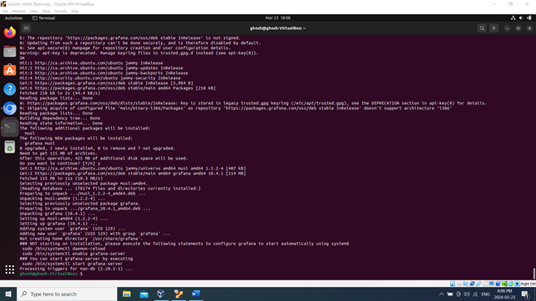 ubuntu clone [Running] - Oracle VM VirtualBox
File Machine View Input Devices Help
Activities Terminal Mar 23 18:08
ghosh@ghosh-VirtualBox: ~
E: The repository 'https://packages.grafana.com/oss/deb stable InRelease' is not signed.
N: Updating from such a repository can't be done securely, and is therefore disabled by default.
N: See apt-secure(8) manpage for repository creation and user configuration details.
Warning: apt-key is deprecated. Manage keyring files in trusted.gpg.d instead (see apt-key(8)).
OK
Hit:1 http://ca.archive.ubuntu.com/ubuntu jammy InRelease
Hit:2 http://ca.archive.ubuntu.com/ubuntu jammy-updates InRelease
Hit:3 http://ca.archive.ubuntu.com/ubuntu jammy-backports InRelease
Hit:4 http://security.ubuntu.com/ubuntu jammy-security InRelease
Get:5 https://packages.grafana.com/oss/deb stable InRelease
Get:6 https://packages.grafana.com/oss/deb stable/main amd64 Packages [210 kB]
Fetched 218 kB in 2s
Reading package lists... Done
N: https://packages.grafana.com/oss/deb/dists/stable/InRelease: Key is stored in legacy trusted.gpg keyring (/etc/apt/trusted.gpg), see the DEPRECATION section in apt-key(8) for details.
N: Skipping acquire of configured file 'main/binary-i386/Packages' as repository 'https://packages.grafana.com/oss/deb stable InRelease' doesn't support architecture 'i386'
Reading package lists... Done
Building dependency tree... Done
Reading state information... Done
The following additional packages will be installed:
musl
The following NEW packages will be installed:
grafana musl
0 upgraded, 2 newly installed, 0 to remove and 7 not upgraded.
Need to get 115 MB of archives.
After this operation, 425 MB of additional disk space will be used.
Do you want to continue? [Y/n] y
Get:1 http://ca.archive.ubuntu.com/ubuntu jammy/universe amd64 musl amd64 1.2.2-4 [407 kB]
Get:2 https://packages.grafana.com/oss/deb stable/main amd64 grafana amd64 10.4.1 [114 MB]
Fetched 115 MB in 11s (10.3 MB/s)
Selecting previously unselected package musl:amd64.
(Reading database ... 178174 files and directories currently installed.)
Preparing to unpack .../musl_1.2.2-4_amd64.deb ...
Unpacking musl:amd64 (1.2.2-4) ...
Selecting previously unselected package grafana.
Preparing to unpack .../grafana_10.4.1_amd64.deb ...
Unpacking grafana (10.4.1) ...
Setting up musl:amd64 (1.2.2-4) ...
Setting up grafana (10.4.1) ...
Adding system user `grafana' (UID 129) ...
Adding new user `grafana' (UID 129) with group `grafana' ...
Not creating home directory `/usr/share/grafana'.
### NOT starting on installation, please execute the following statements to configure grafana to start automatically using systemd
sudo /bin/systemctl daemon-reload
sudo /bin/systemctl enable grafana-server
### You can start grafana-server by executing
sudo /bin/systemctl start grafana-server
Processing triggers for man-db (2.10.2-1) ...
ghosh@ghosh-VirtualBox:~$
Right Ctrl
Type here to search
6:08 PM
2024-03-23